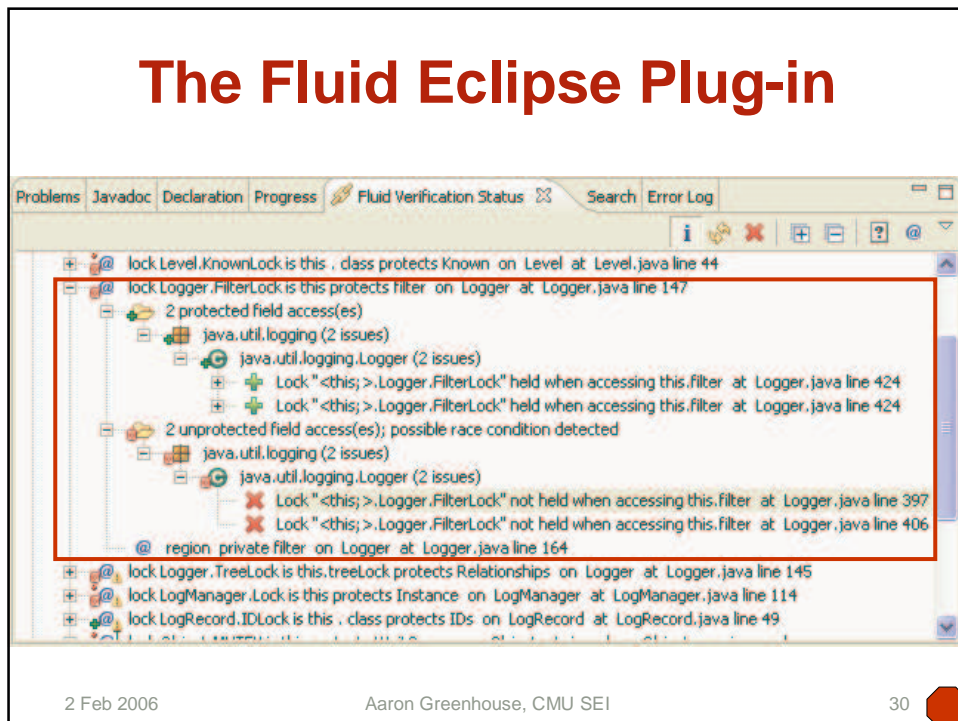 The Fluid Eclipse Plug-in
Problems Javadoc Declaration Progress Fluid Verification Status Search Error Log
lock Level.KnownLock is this . class protects Known on Level at Level.java line 44
lock Logger.FilterLock is this protects filter on Logger at Logger.java line 147
2 protected field access(es)
java.util.logging (2 issues)
java.util.logging.Logger (2 issues)
Lock "<this; >.Logger.FilterLock" held when accessing this.filter at Logger.java line 424
Lock "<this; >.Logger.FilterLock" held when accessing this.filter at Logger.java line 424
2 unprotected field access(es); possible race condition detected
java.util.logging (2 issues)
java.util.logging.Logger (2 issues)
Lock "<this; >.Logger.FilterLock" not held when accessing this.filter at Logger.java line 397
Lock "<this; >.Logger.FilterLock" not held when accessing this.filter at Logger.java line 406
region private filter on Logger at Logger.java line 164
lock Logger.TreeLock is this.treeLock protects Relationships on Logger at Logger.java line 145
lock LogManager.Lock is this protects Instance on LogManager at LogManager.java line 114
lock LogRecord.IDLock is this . class protects IDs on LogRecord at LogRecord.java line 49
2 Feb 2006 Aaron Greenhouse, CMU SEI 30